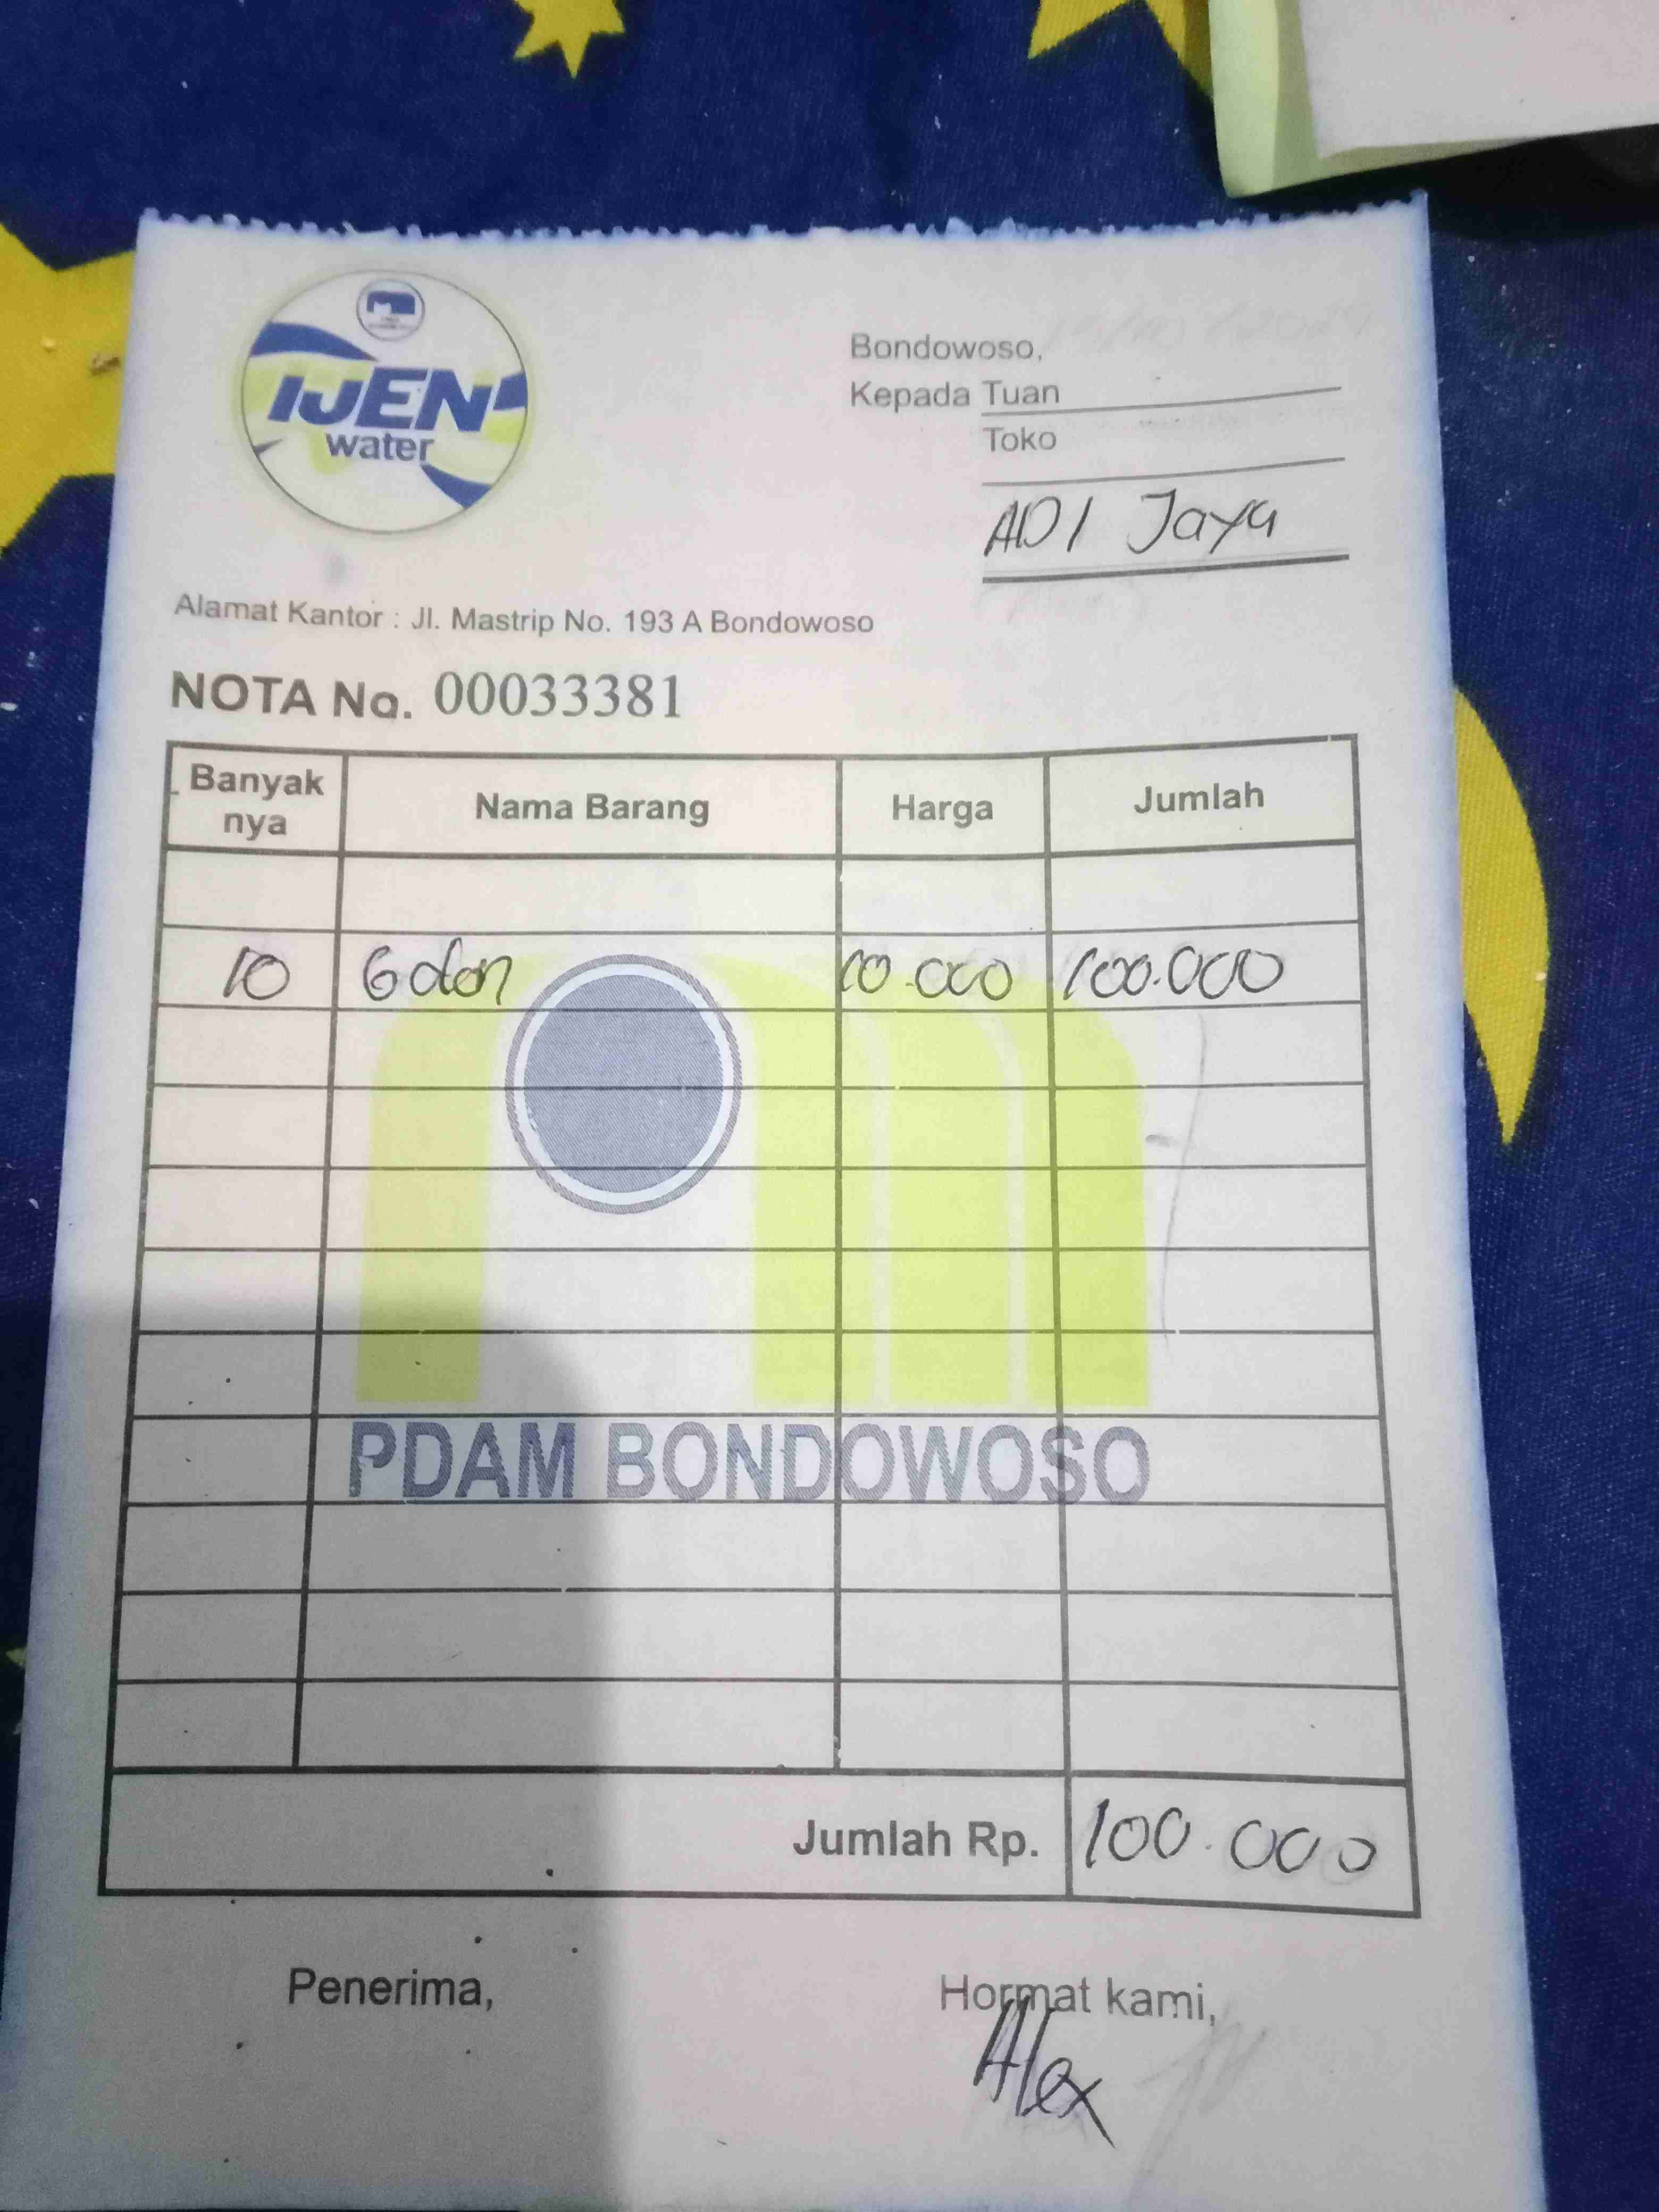 IJEN
water
Bondowoso,
Kepada Tuan
Toko
ADI Jaya
Alamat Kantor : Jl. Mastrip No. 193 A Bondowoso
NOTA No. 00033381
Banyak nya Nama Barang Harga Jumlah
10 Galon 10.000 100.000
PDAM BONDOWOSO
Jumlah Rp. 100.000
Penerima, Hormat kami,
Alex